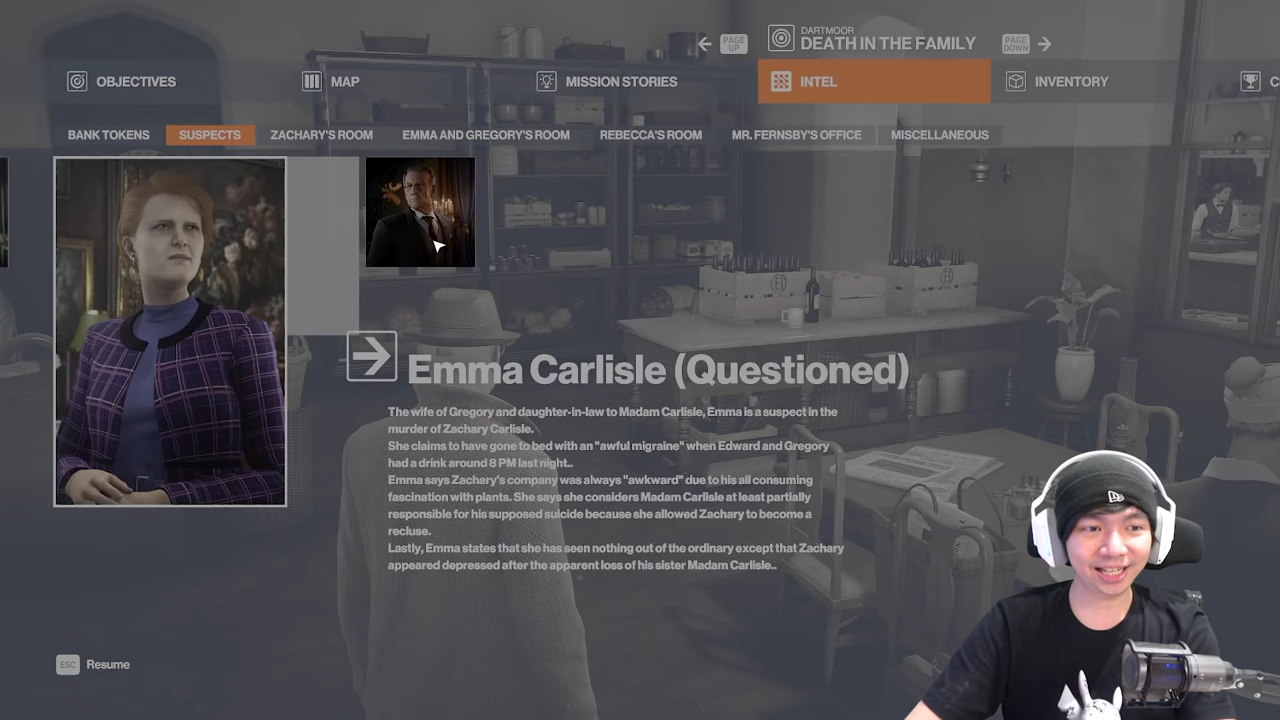 DARTMOOR
PAGE UP
DEATH IN THE FAMILY
PAGE DOWN
OBJECTIVES
MAP
MISSION STORIES
INTEL
INVENTORY
C
BANK TOKENS
SUSPECTS
ZACHARY'S ROOM
EMMA AND GREGORY'S ROOM
REBECCA'S ROOM
MR. FERNSBY'S OFFICE
MISCELLANEOUS
Emma Carlisle (Questioned)
The wife of Gregory and daughter-in-law to Madam Carlisle, Emma is a suspect in the
murder of Zachary Carlisle.
She claims to have gone to bed with an "awful migraine" when Edward and Gregory
had a drink around 8 PM last night..
Emma says Zachary's company was always "awkward" due to his all consuming
fascination with plants. She says she considers Madam Carlisle at least partially
responsible for his supposed suicide because she allowed Zachary to become a
recluse.
Lastly, Emma states that she has seen nothing out of the ordinary except that Zachary
appeared depressed after the apparent loss of his sister Madam Carlisle..
ESC Resume